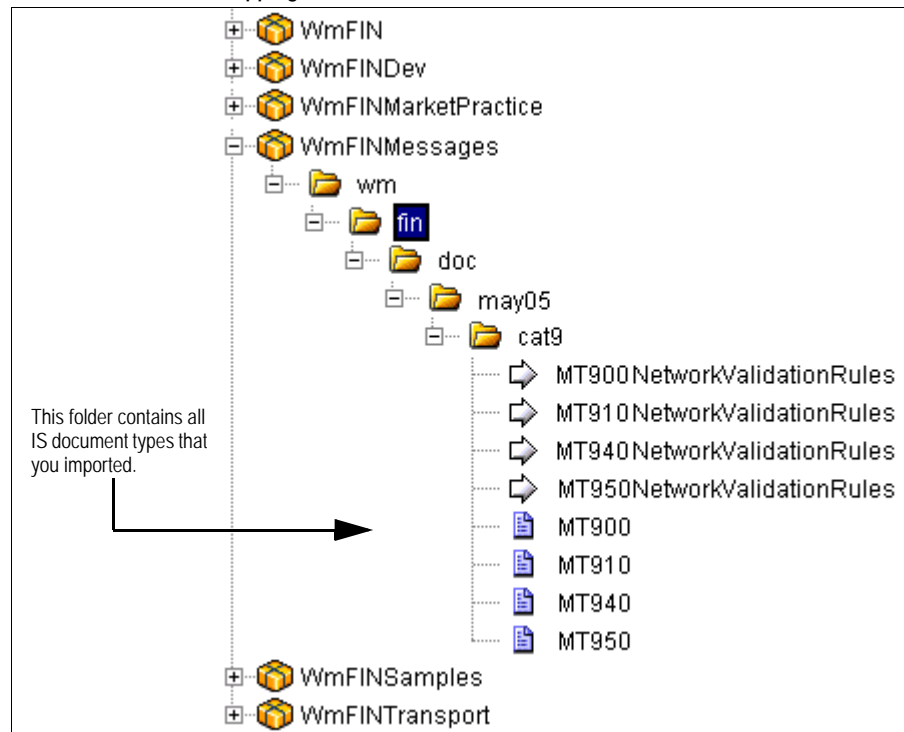 WmFIN
WmFINDev
WmFINMarketPractice
WmFINMessages
wm
fin
doc
may05
cat9
MT900NetworkValidationRules
MT910NetworkValidationRules
MT940NetworkValidationRules
MT950NetworkValidationRules
MT900
MT910
MT940
MT950
This folder contains all
IS document types that
you imported.
WmFINSamples
WmFINTransport